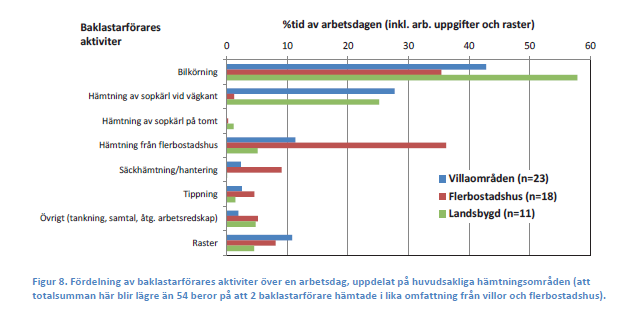 Baklastarförares
aktiviter
%tid av arbetsdagen (inkl. arb. uppgifter och raster)
0 10 20 30 40 50 60
Bilkörning
Hämtning av sopkärl vid vägkant
Hämtning av sopkärl på tomt
Hämtning från flerbostadshus
Säckhämtning/hantering
Tippning
Övrigt (tankning, samtal, åtg. arbetsredskap)
Raster
Villaområden (n=23)
Flerbostadshus (n=18)
Landsbygd (n=11)
Figur 8. Fördelning av baklastarförares aktiviter över en arbetsdag, uppdelat på huvudsakliga hämtningsområden (att
totalsumman här blir lägre än 54 beror på att 2 baklastarförare hämtade i lika omfattning från villor och flerbostadshus).